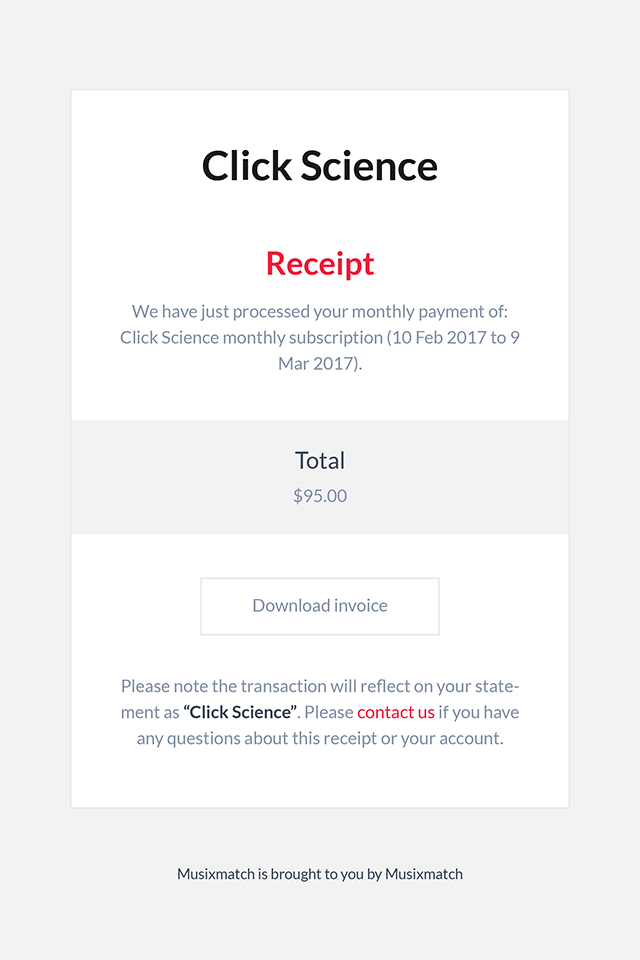 Click Science
Receipt
We have just processed your monthly payment of:
Click Science monthly subscription (10 Feb 2017 to 9
Mar 2017).
Total
$95.00
Download invoice
Please note the transaction will reflect on your state-
ment as “Click Science”. Please contact us if you have
any questions about this receipt or your account.
Musixmatch is brought to you by Musixmatch